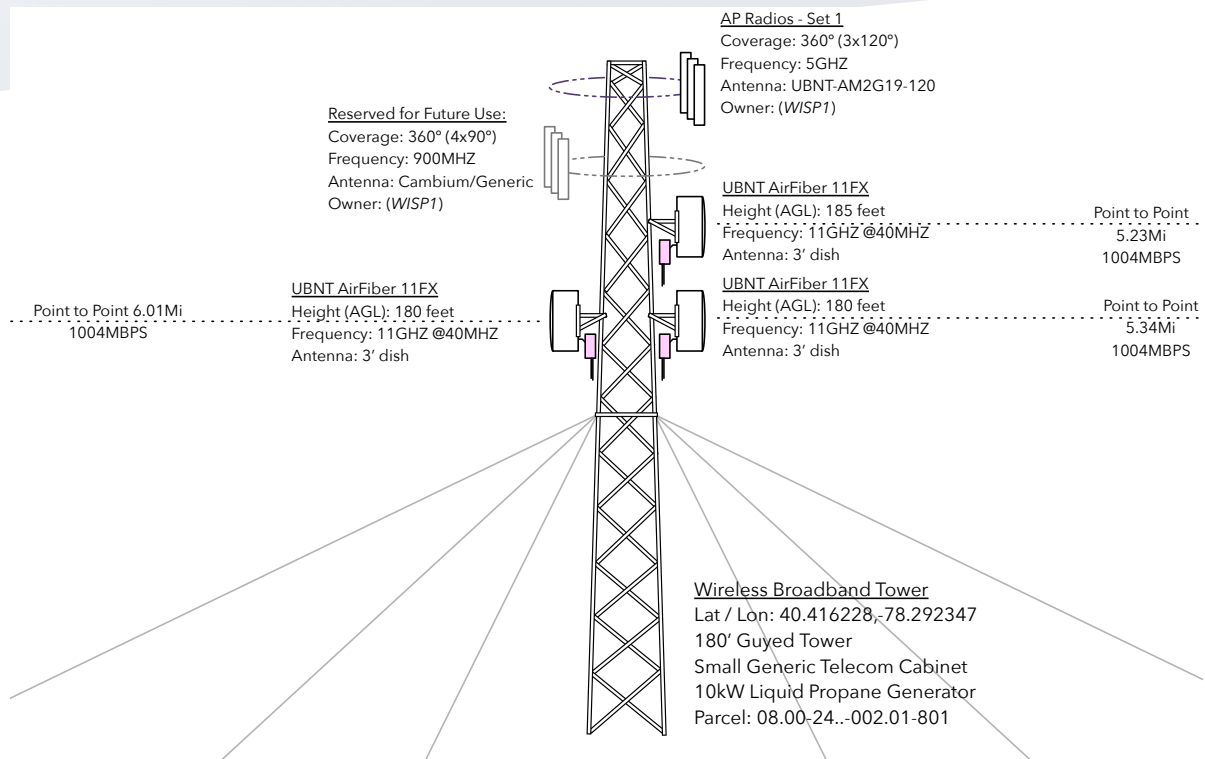 AP Radios - Set 1
Coverage: 360º (3x120º)
Frequency: 5GHZ
Antenna: UBNT-AM2G19-120
Owner: (WISP1)
Reserved for Future Use:
Coverage: 360º (4x90º)
Frequency: 900MHZ
Antenna: Cambium/Generic
Owner: (WISP1)
UBNT AirFiber 11FX
Height (AGL): 185 feet
Frequency: 11GHZ @40MHZ
Antenna: 3’ dish
Point to Point
5.23Mi
1004MBPS
UBNT AirFiber 11FX
Height (AGL): 180 feet
Frequency: 11GHZ @40MHZ
Antenna: 3’ dish
Point to Point
5.34Mi
1004MBPS
Point to Point 6.01Mi
1004MBPS
UBNT AirFiber 11FX
Height (AGL): 180 feet
Frequency: 11GHZ @40MHZ
Antenna: 3’ dish
Wireless Broadband Tower
Lat / Lon: 40.416228,-78.292347
180’ Guyed Tower
Small Generic Telecom Cabinet
10kW Liquid Propane Generator
Parcel: 08.00-24..-002.01-801